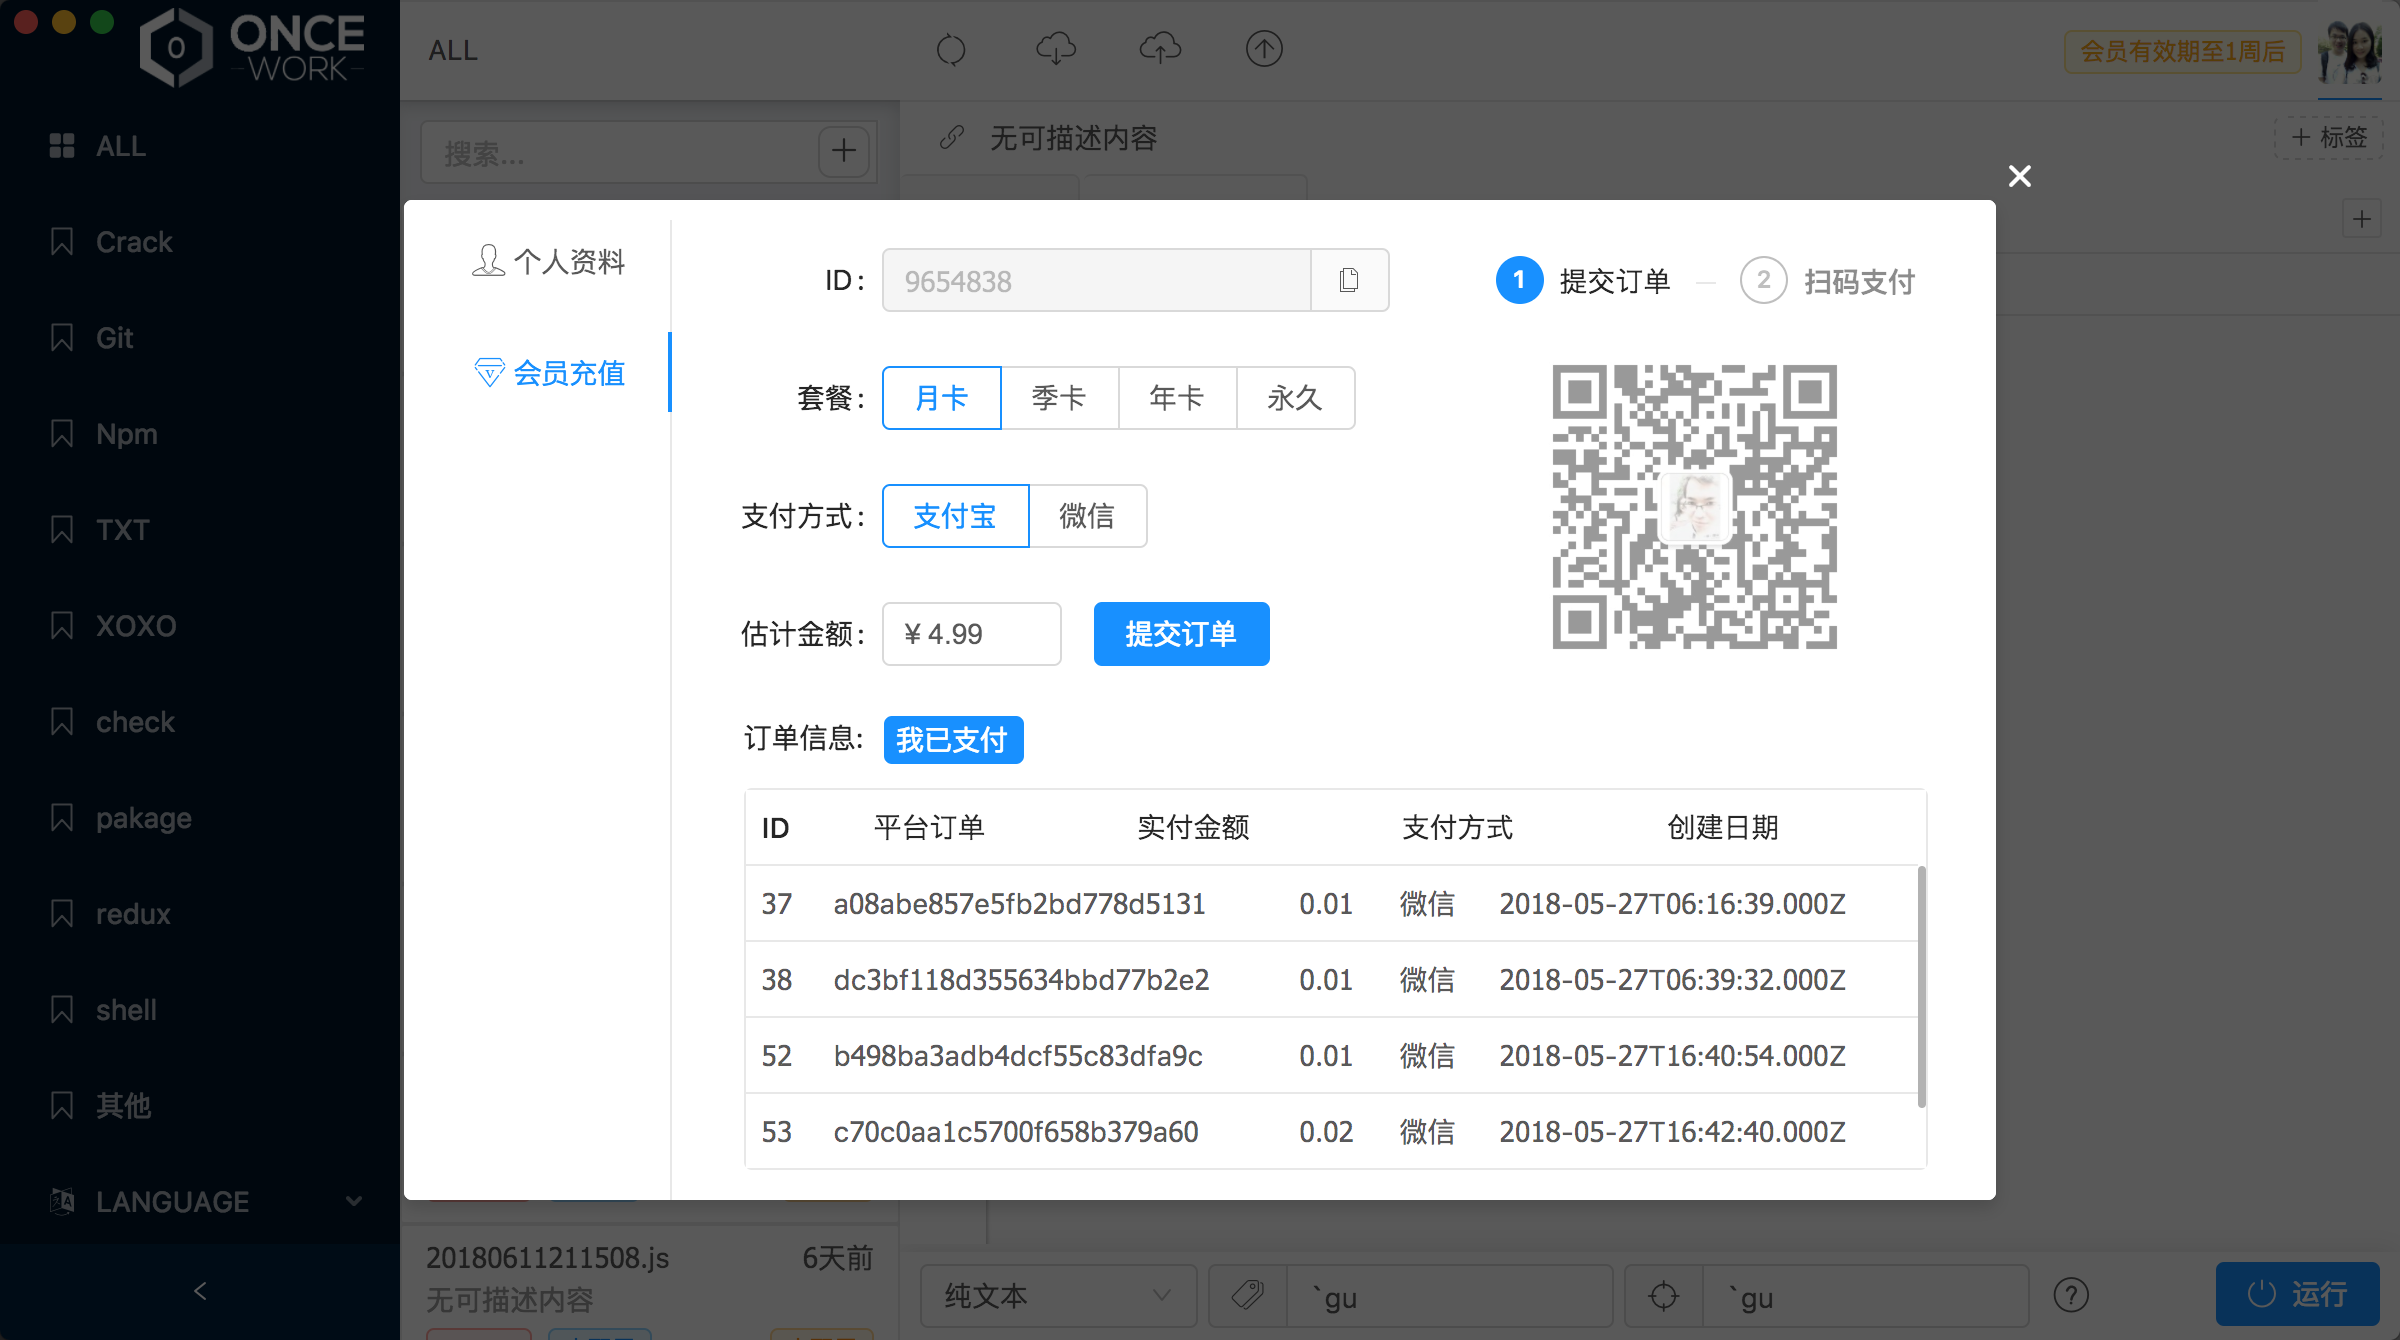 ONCE
-WORK-
ALL
会员有效期至1周后
ALL
Crack
Git
Npm
TXT
XOXO
check
pakage
redux
shell
其他
LANGUAGE
搜索...
无可描述内容
+ 标签
个人资料
会员充值
ID :
9654838
1 提交订单
2 扫码支付
套餐 :
月卡 季卡 年卡 永久
支付方式 :
支付宝 微信
估计金额 :
¥ 4.99
提交订单
订单信息:
我已支付
ID 平台订单 实付金额 支付方式 创建日期
37 a08abe857e5fb2bd778d5131 0.01 微信 2018-05-27T06:16:39.000Z
38 dc3bf118d355634bbd77b2e2 0.01 微信 2018-05-27T06:39:32.000Z
52 b498ba3adb4dcf55c83dfa9c 0.01 微信 2018-05-27T16:40:54.000Z
53 c70c0aa1c5700f658b379a60 0.02 微信 2018-05-27T16:42:40.000Z
20180611211508.js 6天前
无可描述内容
纯文本
`gu
`gu
运行